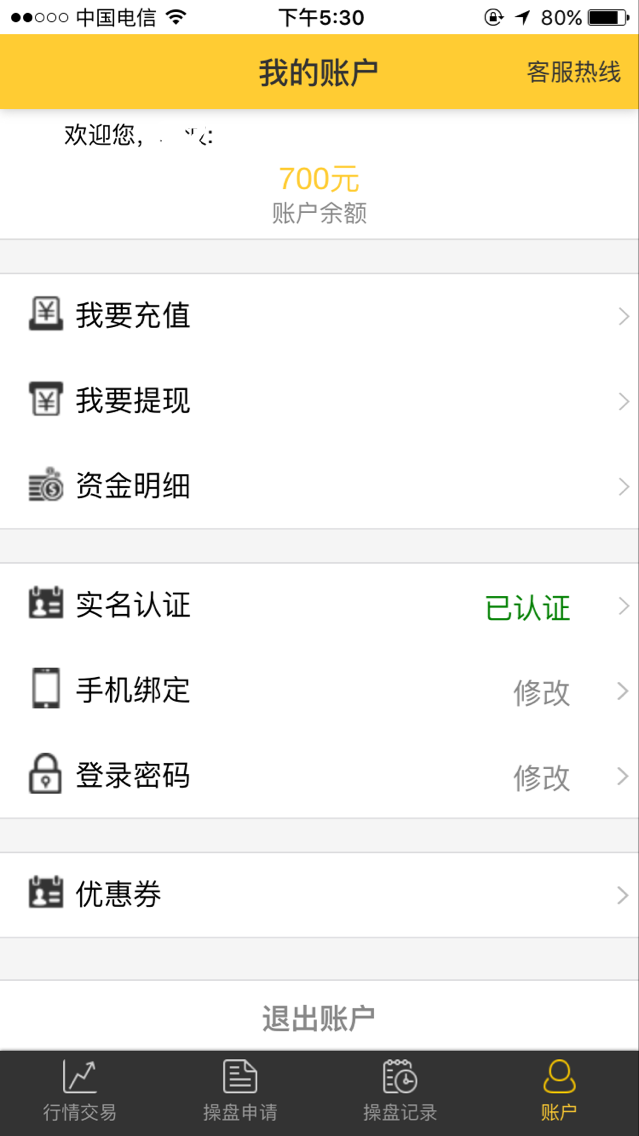 中国电信 下午5:30 80%
我的账户 客服热线
欢迎您,
700元
账户余额
我要充值
我要提现
资金明细
实名认证 已认证
手机绑定 修改
登录密码 修改
优惠券
退出账户
行情交易 操盘申请 操盘记录 账户